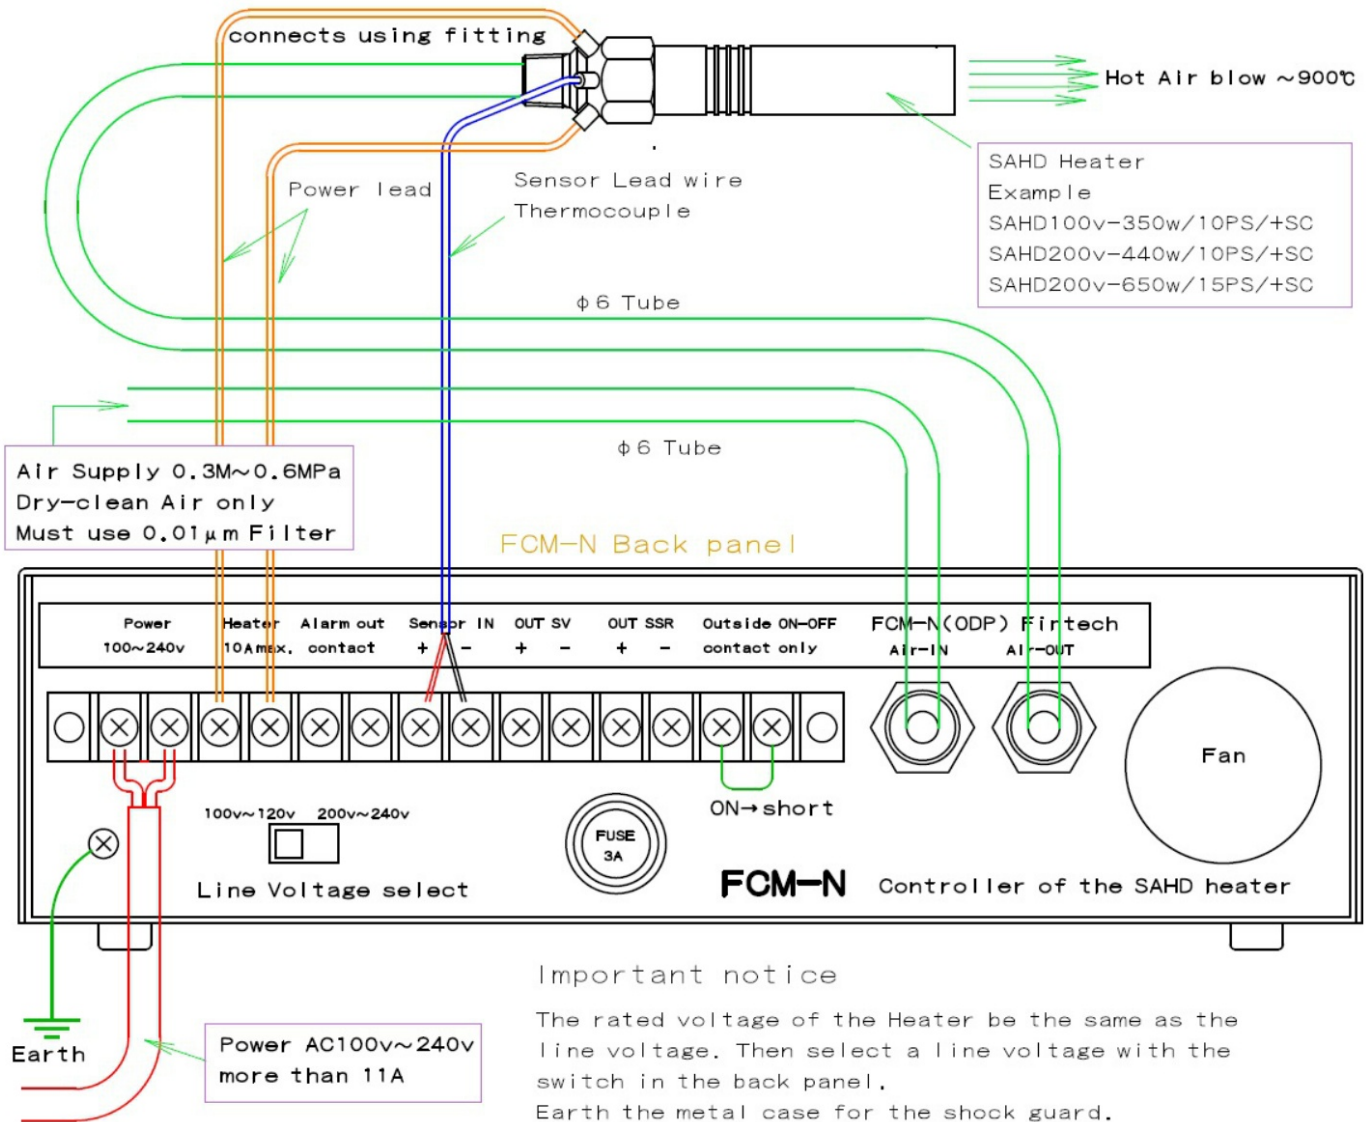 connects using fitting
Hot Air blow ~900℃
SAHD Heater
Example
SAHD100v-350w/10PS/+SC
SAHD200v-440w/10PS/+SC
SAHD200v-650w/15PS/+SC
Power lead
Sensor Lead wire
Thermocouple
φ6 Tube
φ6 Tube
Air Supply 0.3M~0.6MPa
Dry-clean Air only
Must use 0.01μm Filter
FCM-N Back panel
Power Heater Alarm out Sensor IN OUT SV OUT SSR Outside ON-OFF FCM-N(ODP) Firtech
100~240v 10Amax. contact + - + - + - contact only Air-IN Air-OUT
Fan
ON→short
100v~120v 200v~240v
Line Voltage select
FUSE
3A
FCM-N Controller of the SAHD heater
Earth
Power AC100v~240v
more than 11A
Important notice
The rated voltage of the Heater be the same as the
line voltage. Then select a line voltage with the
switch in the back panel.
Earth the metal case for the shock guard.